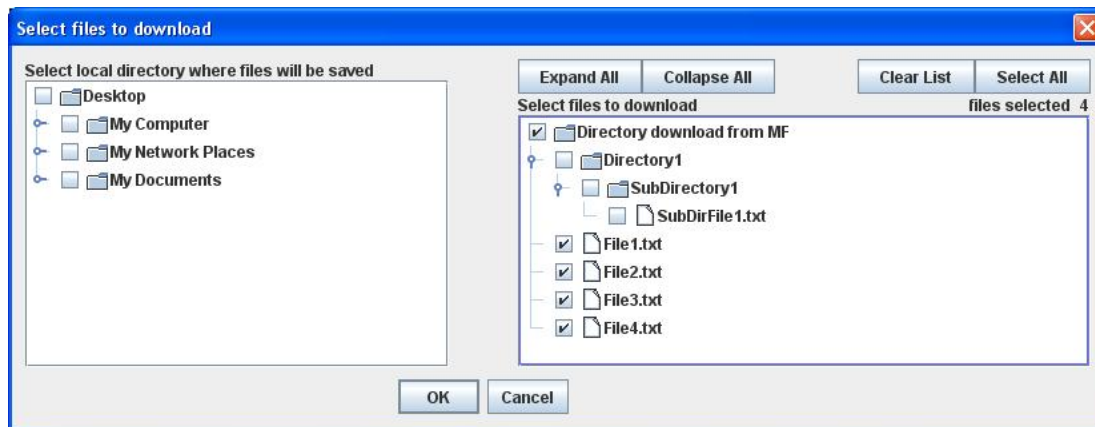 Select files to download
Select local directory where files will be saved
Desktop
My Computer
My Network Places
My Documents
Expand All
Collapse All
Clear List
Select All
Select files to download
files selected 4
Directory download from MF
Directory1
SubDirectory1
SubDirFile1.txt
File1.txt
File2.txt
File3.txt
File4.txt
OK
Cancel